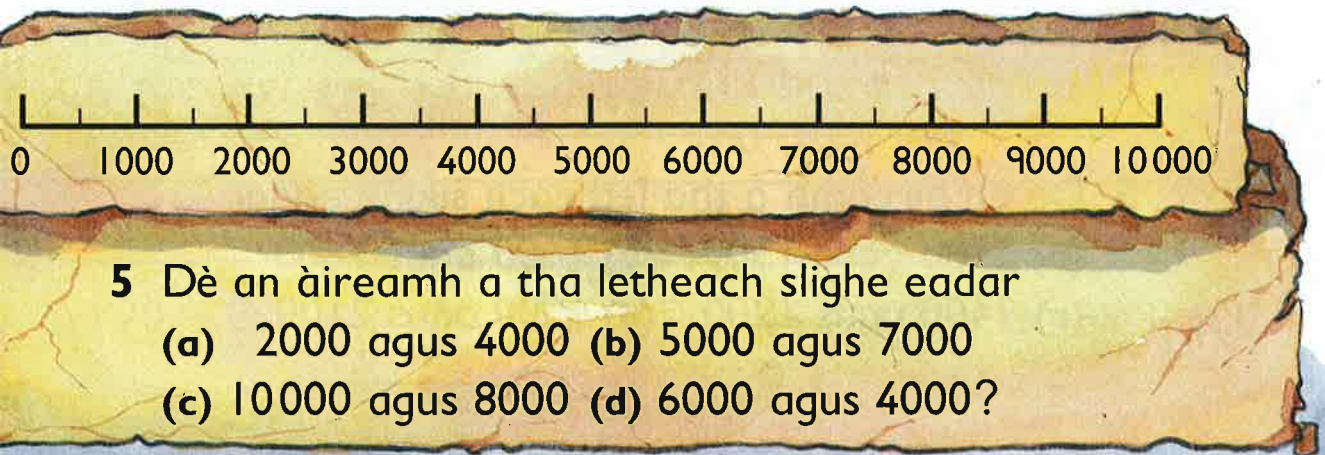 0 1000 2000 3000 4000 5000 6000 7000 8000 9000 10000
5 Dè an àireamh a tha letheach slighe eadar
(a) 2000 agus 4000 (b) 5000 agus 7000
(c) 10000 agus 8000 (d) 6000 agus 4000?